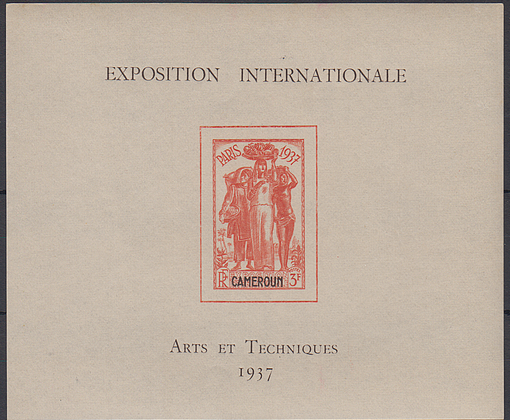 EXPOSITION INTERNATIONALE
PARIS 1937
RF CAMEROUN 3F
ARTS ET TECHNIQUES
1937